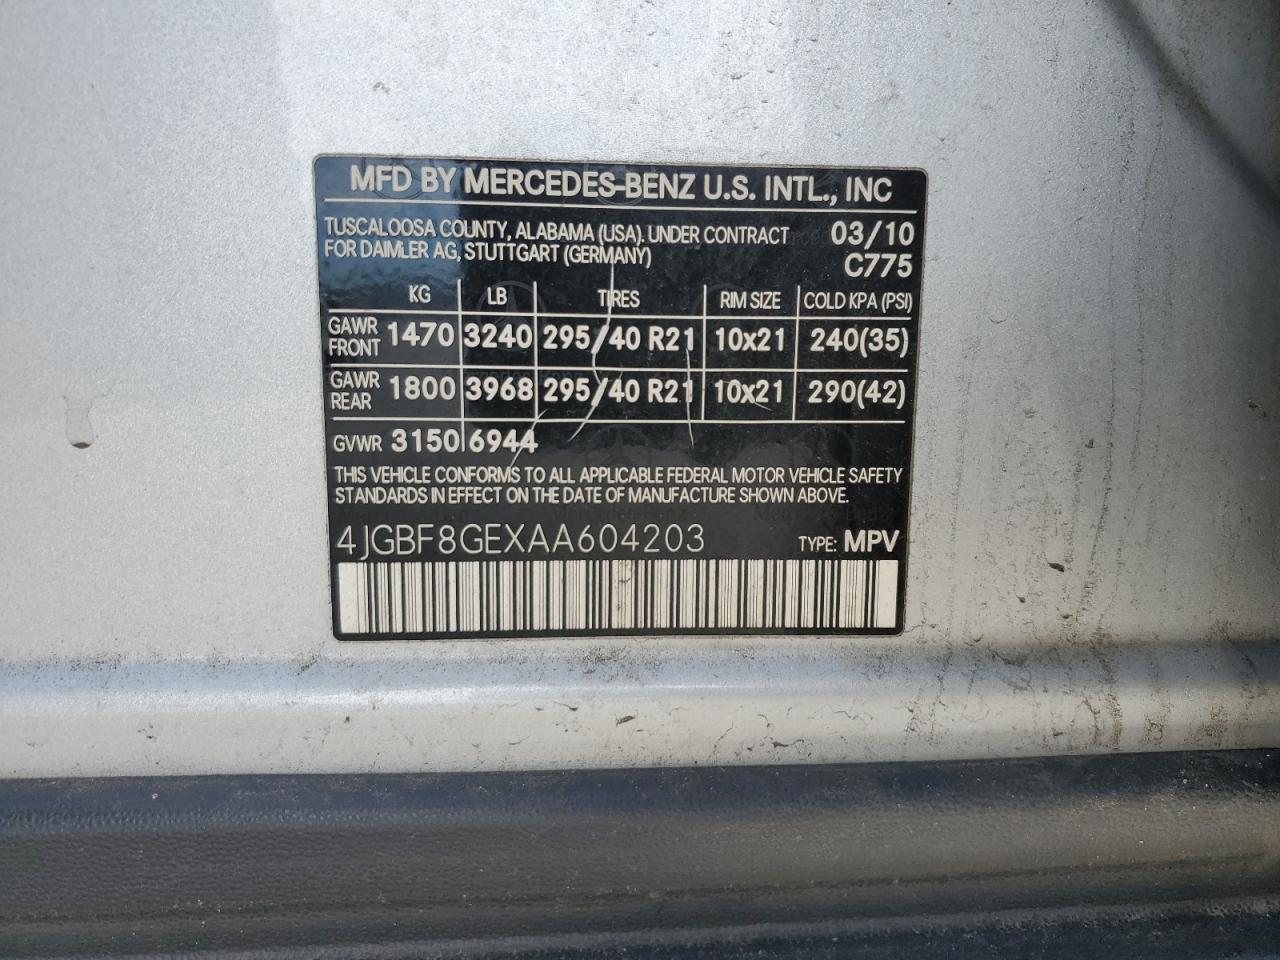 MFD BY MERCEDES-BENZ U.S. INTL., INC
TUSCALOOSA COUNTY, ALABAMA (USA). UNDER CONTRACT 03/10
FOR DAIMLER AG, STUTTGART (GERMANY) C775
KG LB TIRES RIM SIZE COLD KPA (PSI)
GAWR FRONT 1470 3240 295/40 R21 10x21 240(35)
GAWR REAR 1800 3968 295/40 R21 10x21 290(42)
GVWR 3150 6944
THIS VEHICLE CONFORMS TO ALL APPLICABLE FEDERAL MOTOR VEHICLE SAFETY
STANDARDS IN EFFECT ON THE DATE OF MANUFACTURE SHOWN ABOVE.
4JGBF8GEXAA604203 TYPE: MPV